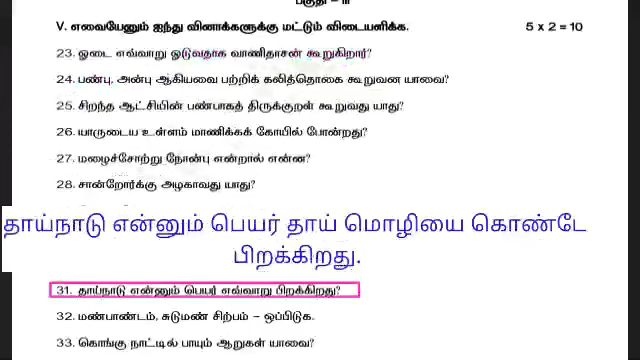 பகுதி – III
V. எவையேனும் ஐந்து வினாக்களுக்கு மட்டும் விடையளிக்க. 5 x 2 = 10
23. ஓடை எவ்வாறு ஓடுவதாக வாணிதாசன் கூறுகிறார்?
24. பண்பு, அன்பு ஆகியவை பற்றிக் கலித்தொகை கூறுவன யாவை?
25. சிறந்த ஆட்சியின் பண்பாகத் திருக்குறள் கூறுவது யாது?
26. யாருடைய உள்ளம் மாணிக்கக் கோயில் போன்றது?
27. மழைச்சோற்று நோன்பு என்றால் என்ன?
28. சான்றோர்க்கு அழகாவது யாது?
தாய்நாடு என்னும் பெயர் தாய் மொழியை கொண்டே
பிறக்கிறது.
31. தாய்நாடு என்னும் பெயர் எவ்வாறு பிறக்கிறது?
32. மண்பாண்டம், சுடுமண் சிற்பம் – ஒப்பிடுக.
33. கொங்கு நாட்டில் பாயும் ஆறுகள் யாவை?